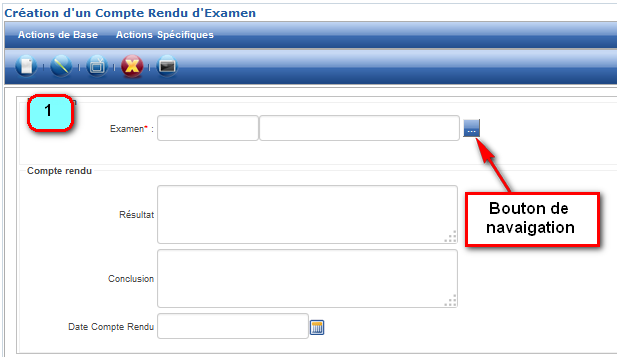 Création d'un Compte Rendu d'Examen
Actions de Base Actions Spécifiques
1
Examen* :
...
Compte rendu
Bouton de
navaigation
Résultat
Conclusion
Date Compte Rendu